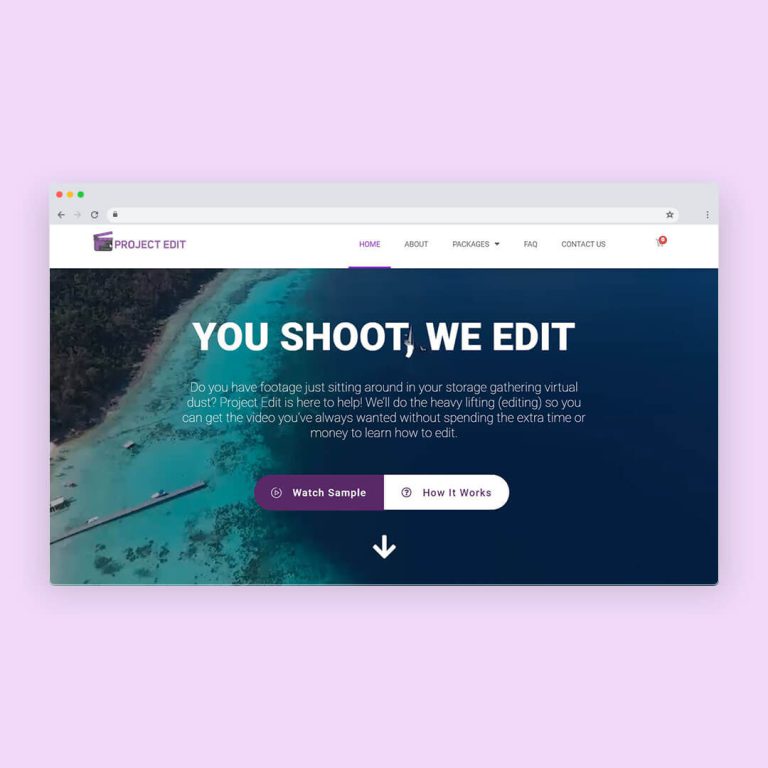 PROJECT EDIT
HOME ABOUT PACKAGES FAQ CONTACT US
YOU SHOOT, WE EDIT
Do you have footage just sitting around in your storage gathering virtual
dust? Project Edit is here to help! We'll do the heavy lifting (editing) so you
can get the video you've always wanted without spending the extra time or
money to learn how to edit.
Watch Sample How It Works